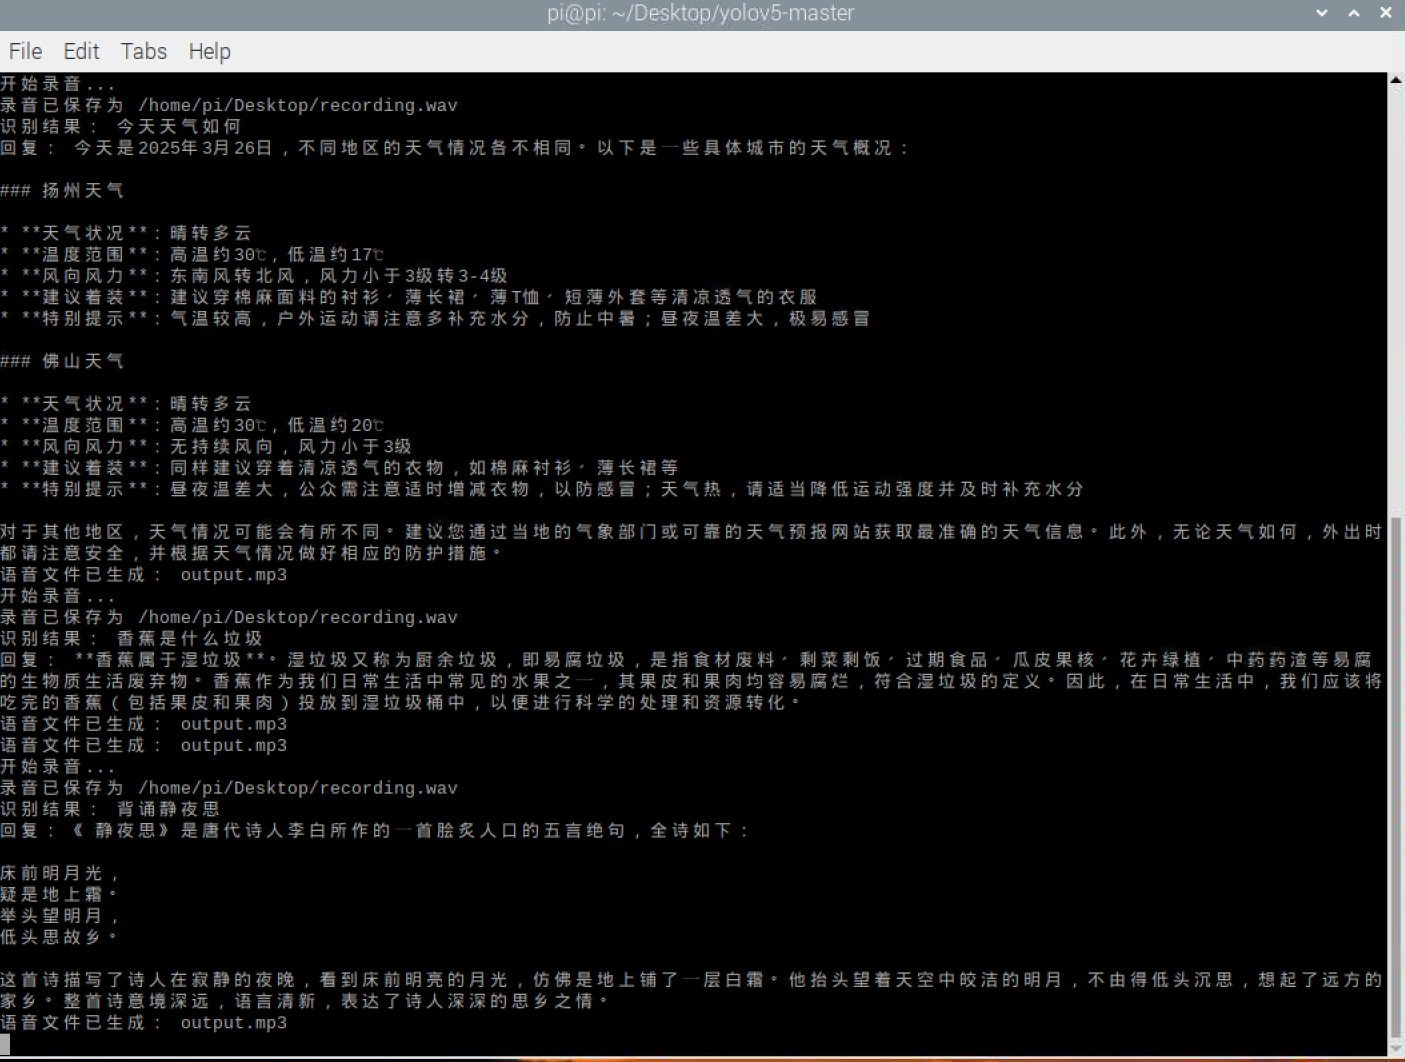 pi@pi: ~/Desktop/yolov5-master
File Edit Tabs Help
开始录音...
录音已保存为 /home/pi/Desktop/recording.wav
识别结果： 今天天气如何
回复： 今天是2025年3月26日，不同地区的天气情况各不相同。以下是一些具体城市的天气概况：
### 扬州天气
* **天气状况**：晴转多云
* **温度范围**：高温约30℃，低温约17℃
* **风向风力**：东南风转北风，风力小于3级转3-4级
* **建议着装**：建议穿棉麻面料的衬衫、薄长裙、薄T恤、短薄外套等清凉透气的衣服
* **特别提示**：气温较高，户外运动请注意多补充水分，防止中暑；昼夜温差大，极易感冒
### 佛山天气
* **天气状况**：晴转多云
* **温度范围**：高温约30℃，低温约20℃
* **风向风力**：无持续风向，风力小于3级
* **建议着装**：同样建议穿着清凉透气的衣物，如棉麻衬衫、薄长裙等
* **特别提示**：昼夜温差大，公众需注意适时增减衣物，以防感冒；天气热，请适当降低运动强度并及时补充水分
对于其他地区，天气情况可能会有所不同。建议您通过当地的气象部门或可靠的天气预报网站获取最准确的天气信息。此外，无论天气如何，外出时
都请注意安全，并根据天气情况做好相应的防护措施。
语音文件已生成： output.mp3
开始录音...
录音已保存为 /home/pi/Desktop/recording.wav
识别结果： 香蕉是什么垃圾
回复： **香蕉属于湿垃圾**。湿垃圾又称为厨余垃圾，即易腐垃圾，是指食材废料、剩菜剩饭、过期食品、瓜皮果核、花卉绿植、中药药渣等易腐
的生物质生活废弃物。香蕉作为我们日常生活中常见的水果之一，其果皮和果肉均容易腐烂，符合湿垃圾的定义。因此，在日常生活中，我们应该将
吃完的香蕉（包括果皮和果肉）投放到湿垃圾桶中，以便进行科学的处理和资源转化。
语音文件已生成： output.mp3
语音文件已生成： output.mp3
开始录音...
录音已保存为 /home/pi/Desktop/recording.wav
识别结果： 背诵静夜思
回复：《 静夜思》是唐代诗人李白所作的一首脍炙人口的五言绝句，全诗如下：
床前明月光，
疑是地上霜。
举头望明月，
低头思故乡。
这首诗描写了诗人在寂静的夜晚，看到床前明亮的月光，仿佛是地上铺了一层白霜。他抬头望着天空中皎洁的明月，不由得低头沉思，想起了远方的
家乡。整首诗意境深远，语言清新，表达了诗人深深的思乡之情。
语音文件已生成： output.mp3